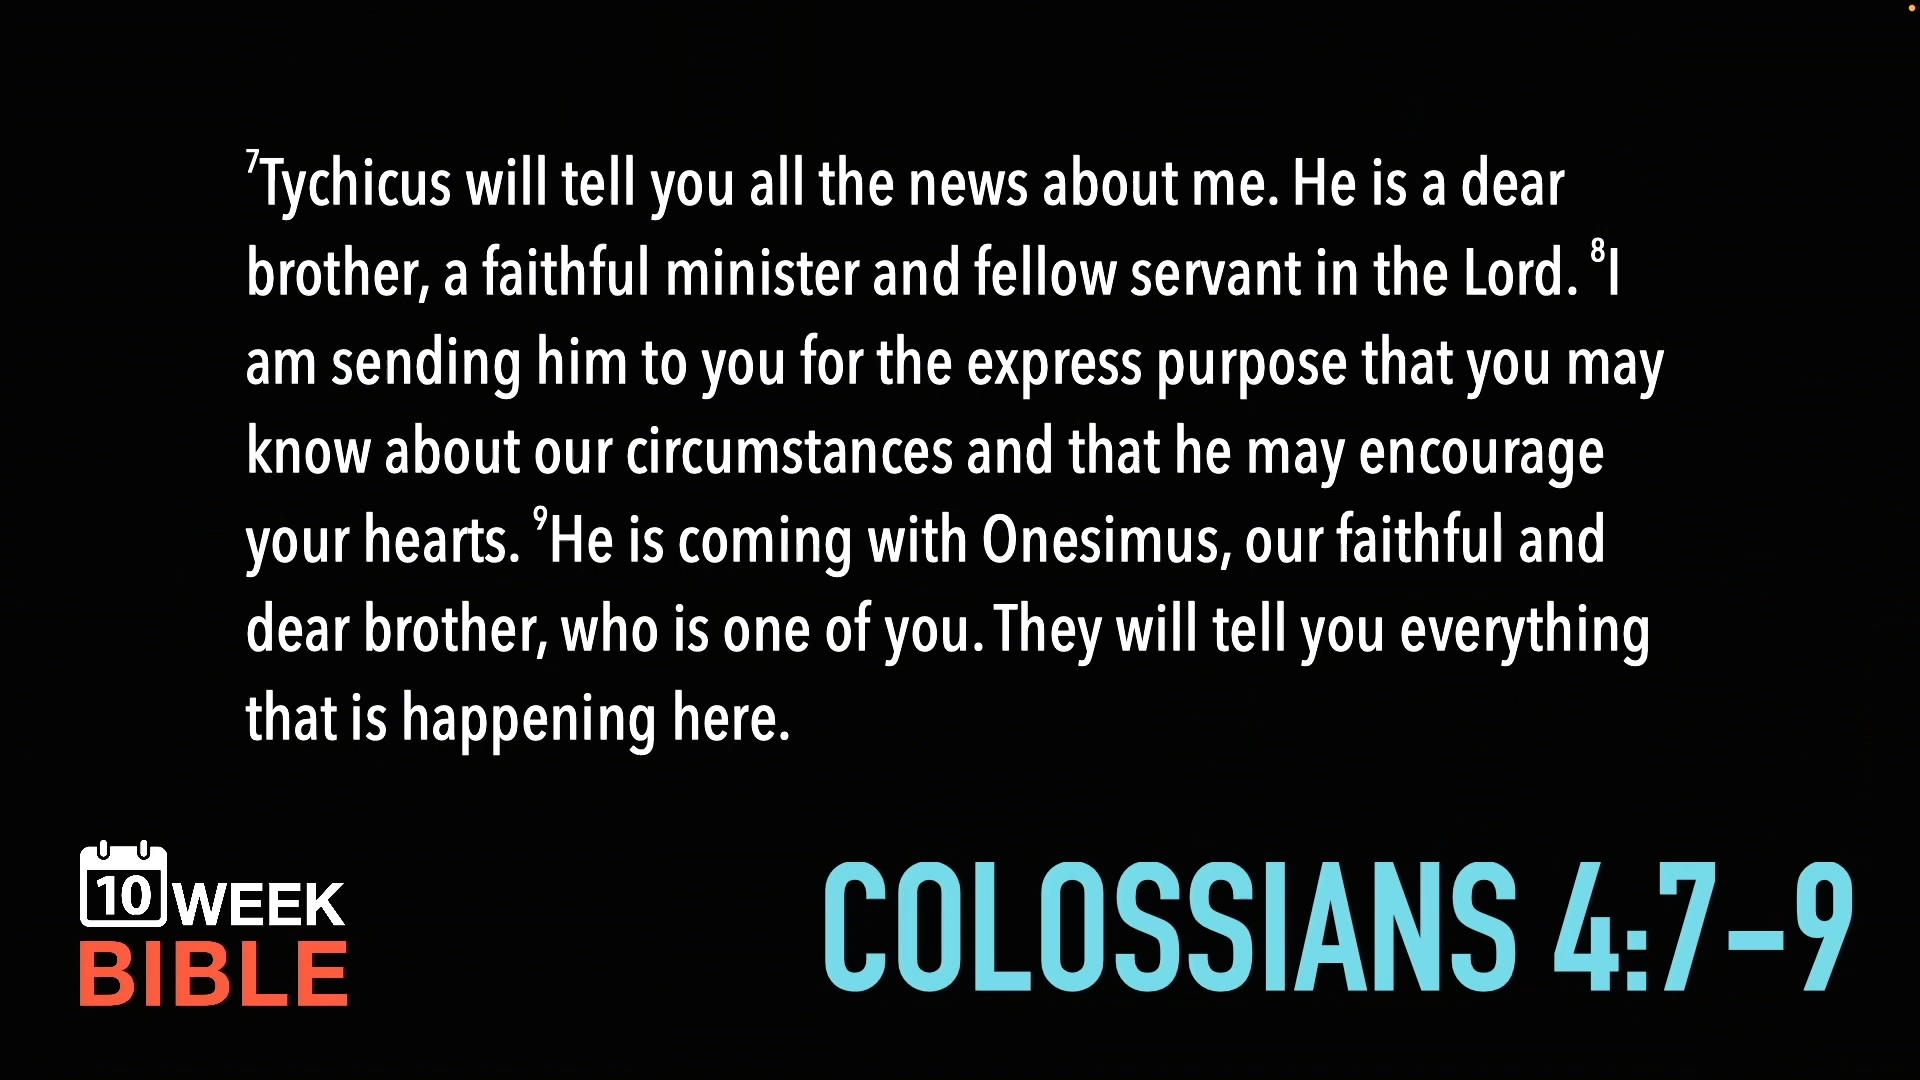 ⁷Tychicus will tell you all the news about me. He is a dear
brother, a faithful minister and fellow servant in the Lord. ⁸I
am sending him to you for the express purpose that you may
know about our circumstances and that he may encourage
your hearts. ⁹He is coming with Onesimus, our faithful and
dear brother, who is one of you. They will tell you everything
that is happening here.
10 WEEK
BIBLE
COLOSSIANS 4:7–9